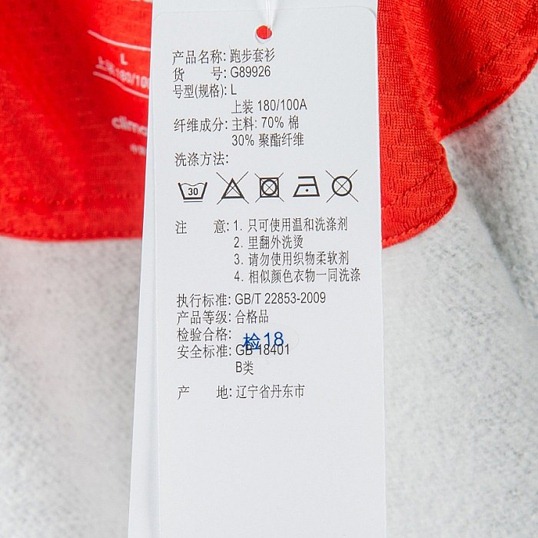 L
上装 180/100
clima
产品名称: 跑步套衫
货 号: G89926
号型(规格): L
上装 180/100A
纤维成分: 主料: 70% 棉
30% 聚酯纤维
洗涤方法:
30
注 意: 1. 只可使用温和洗涤剂
2. 里翻外洗烫
3. 请勿使用织物柔软剂
4. 相似颜色衣物一同洗涤
执行标准: GB/T 22853-2009
产品等级: 合格品
检验合格:
检18
安全标准: GB 18401
B类
产 地: 辽宁省丹东市